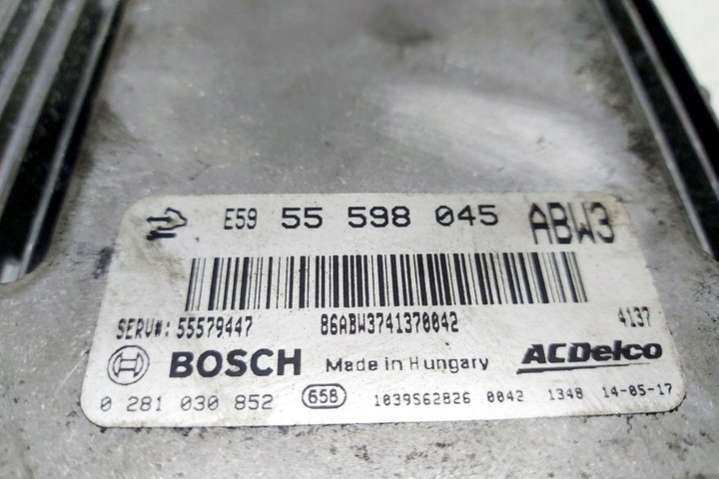 E59 55 598 045 ABW3
SERV#: 55579447 86ABW3741370042 4137
BOSCH Made in Hungary ACDelco
0 281 030 852 658 1039S62826 0042 1348 14-05-17